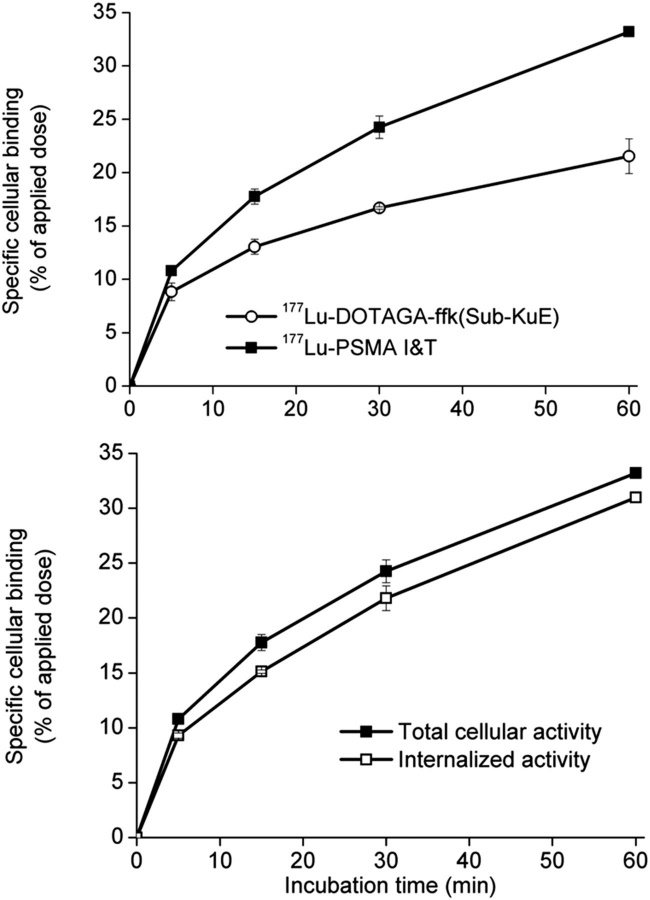 Specific cellular binding
(% of applied dose)
35
30
25
20
15
10
5
0
¹⁷⁷Lu-DOTAGA-ffk(Sub-KuE)
¹⁷⁷Lu-PSMA I&T
0 10 20 30 40 50 60
Specific cellular binding
(% of applied dose)
35
30
25
20
15
10
5
0
Total cellular activity
Internalized activity
0 10 20 30 40 50 60
Incubation time (min)